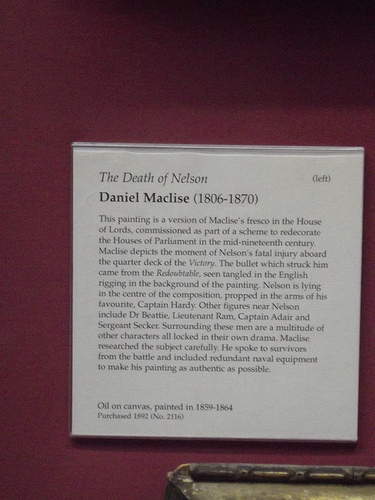 The Death of Nelson (left)
Daniel Maclise (1806-1870)
This painting is a version of Maclise's fresco in the House
of Lords, commissioned as part of a scheme to redecorate
the Houses of Parliament in the mid-nineteenth century.
Maclise depicts the moment of Nelson's fatal injury aboard
the quarter deck of the Victory. The bullet which struck him
came from the Redoubtable, seen tangled in the English
rigging in the background of the painting. Nelson is lying
in the centre of the composition, propped in the arms of his
favourite, Captain Hardy. Other figures near Nelson
include Dr Beattie, Lieutenant Ram, Captain Adair and
Sergeant Secker. Surrounding these men are a multitude of
other characters all locked in their own drama. Maclise
researched the subject carefully. He spoke to survivors
from the battle and included redundant naval equipment
to make his painting as authentic as possible.
Oil on canvas, painted in 1859-1864
Purchased 1892 (No. 2116)